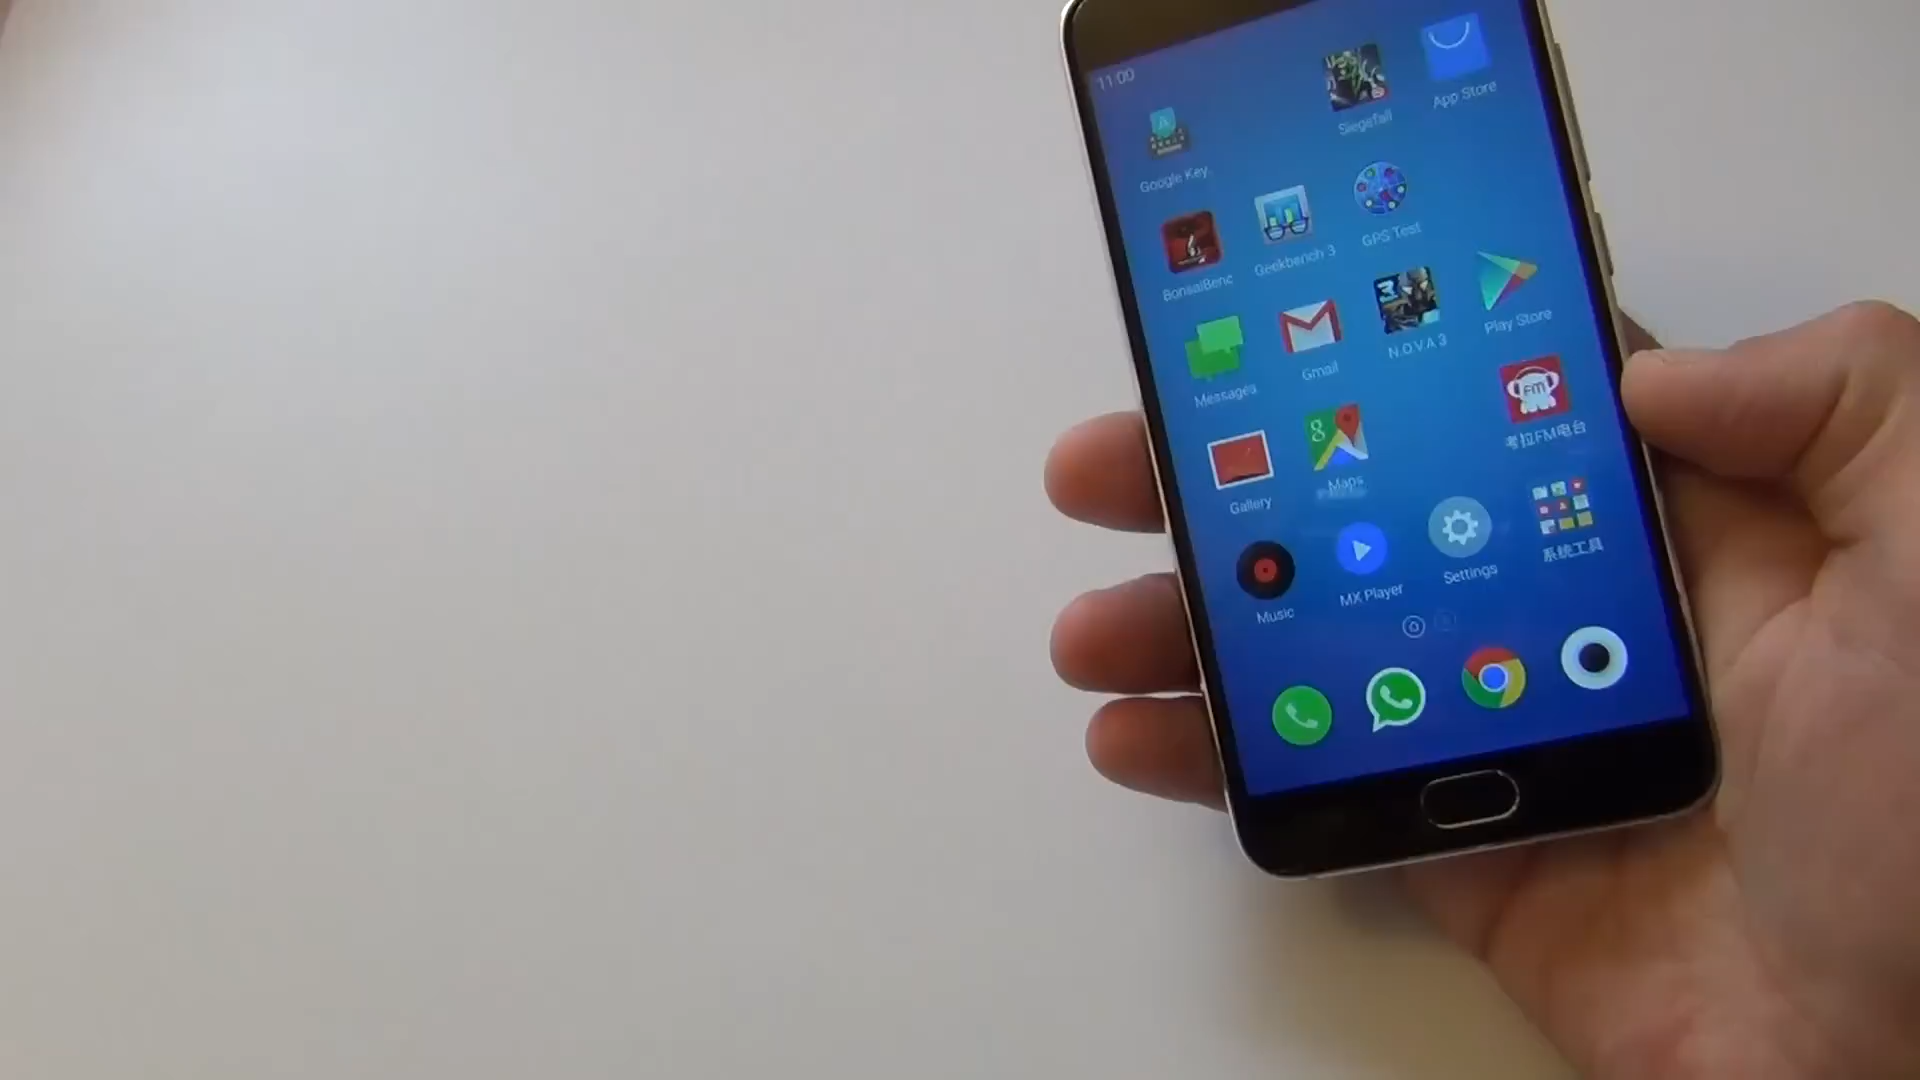 11:00
Google Key
SiegeFall
App Store
BonsaiBenc
Geekbench 3
GPS Test
Messages
Gmail
N.O.V.A 3
Play Store
Gallery
g
Maps
FM
考拉FM电台
Music
MX Player
Settings
系统工具